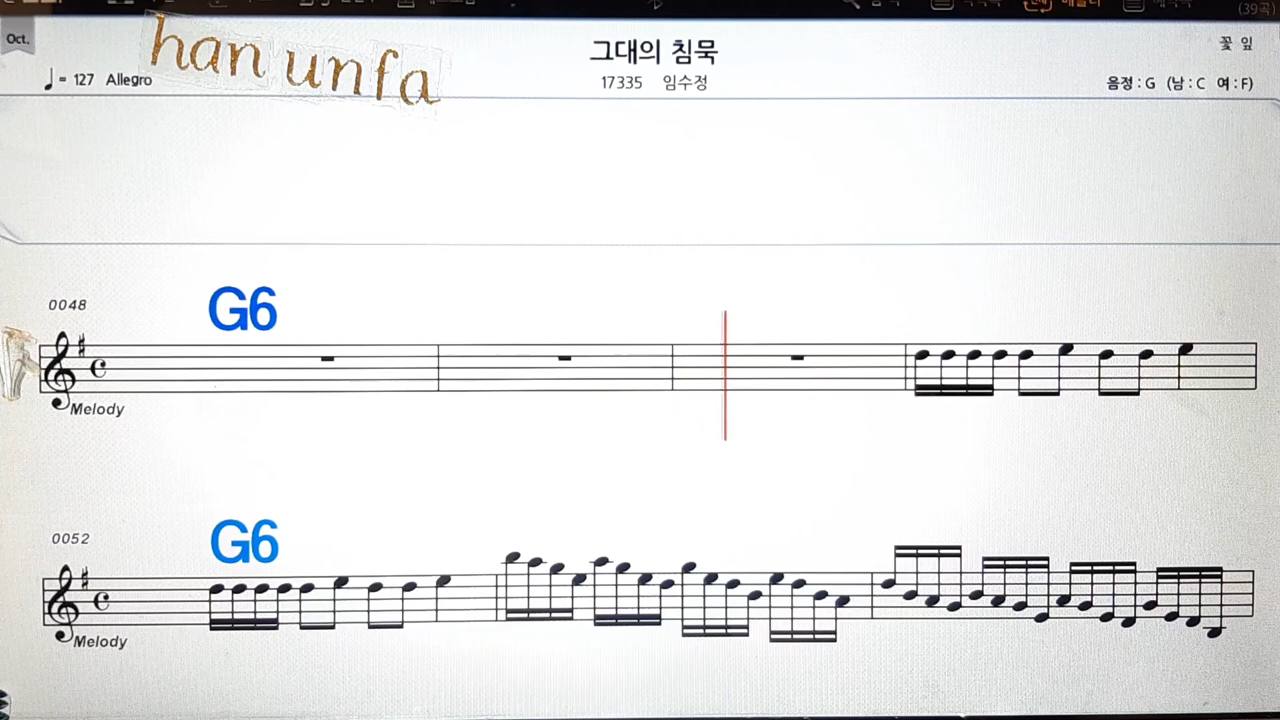 (39곡)
Oct.
han unfa
그대의 침묵
꽃 잎
♩= 127 Allegro
17335 임수정
음정 : G (남 : C 여 : F)
0048
G6
Melody
0052
G6
Melody